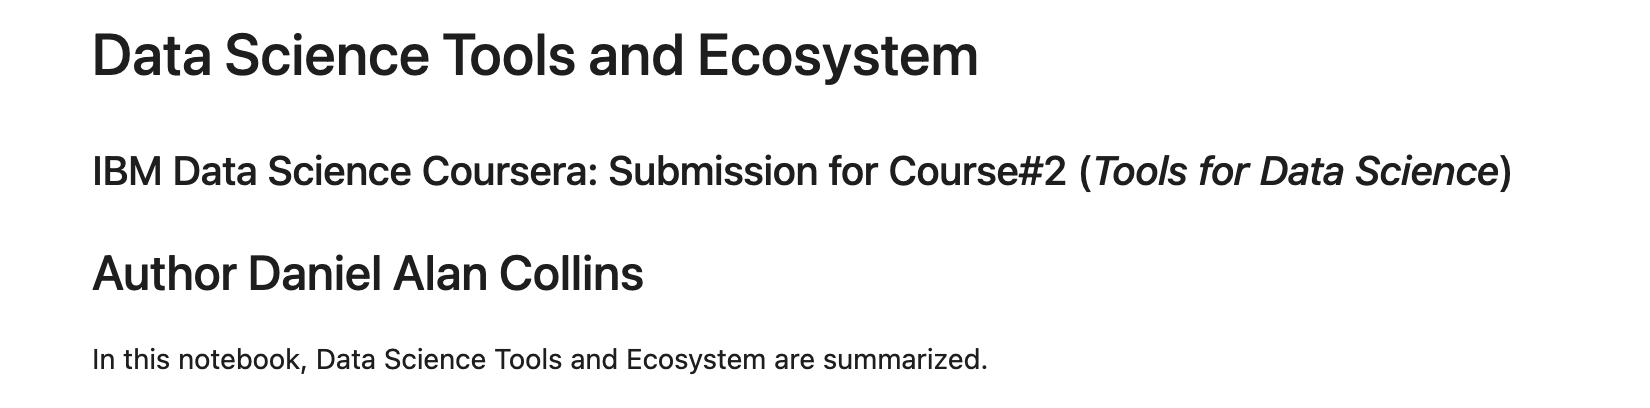 Data Science Tools and Ecosystem
IBM Data Science Coursera: Submission for Course#2 (Tools for Data Science)
Author Daniel Alan Collins
In this notebook, Data Science Tools and Ecosystem are summarized.